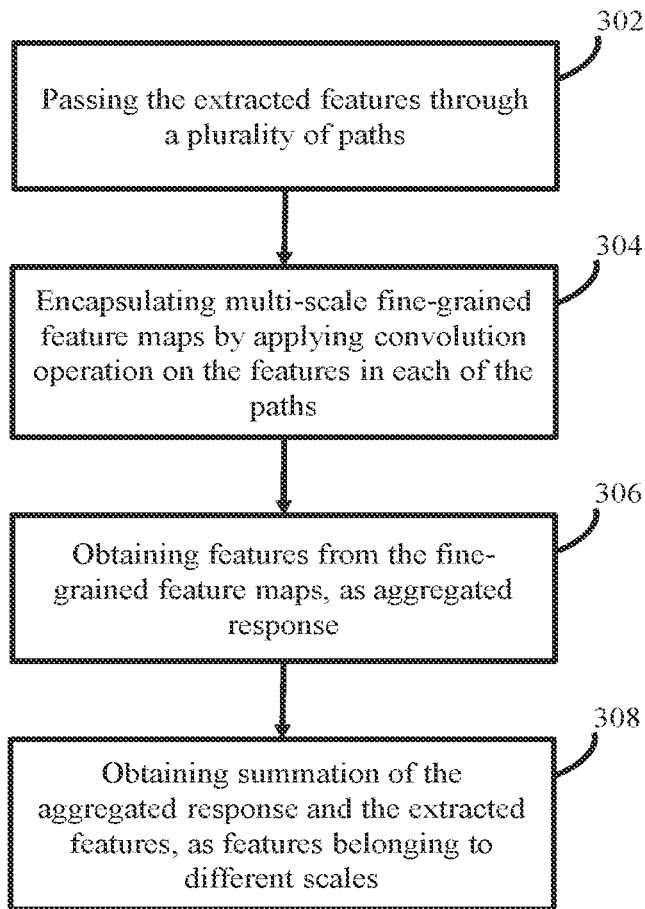 302
Passing the extracted features through
a plurality of paths
304
Encapsulating multi-scale fine-grained
feature maps by applying convolution
operation on the features in each of the
paths
306
Obtaining features from the fine-
grained feature maps, as aggregated
response
308
Obtaining summation of the
aggregated response and the extracted
features, as features belonging to
different scales